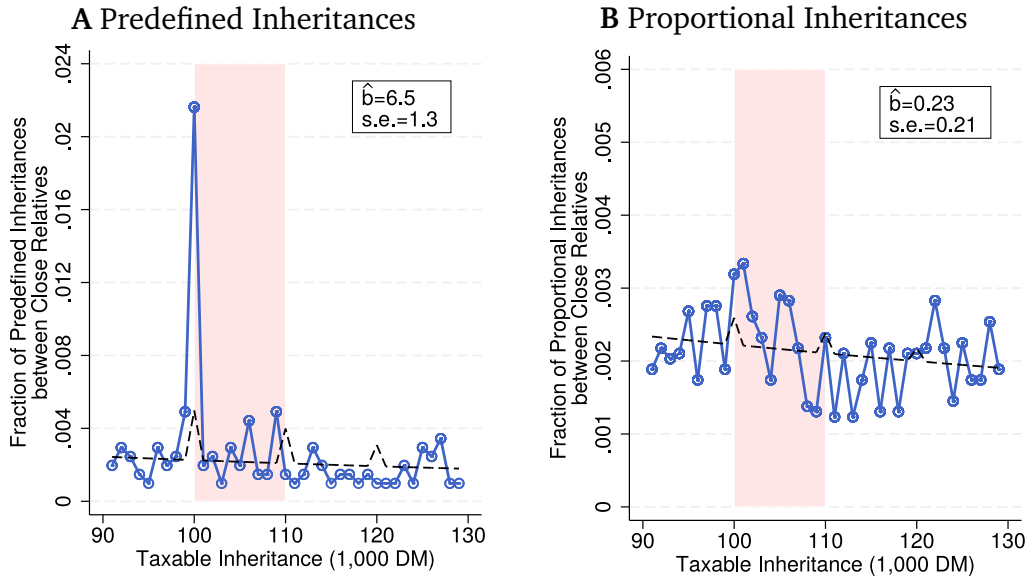 A Predefined Inheritances
Fraction of Predefined Inheritances
between Close Relatives
.024
.02
.016
.012
.008
.004
0
b̂=6.5
s.e.=1.3
90 100 110 120 130
Taxable Inheritance (1,000 DM)
B Proportional Inheritances
Fraction of Proportional Inheritances
between Close Relatives
.006
.005
.004
.003
.002
.001
0
b̂=0.23
s.e.=0.21
90 100 110 120 130
Taxable Inheritance (1,000 DM)